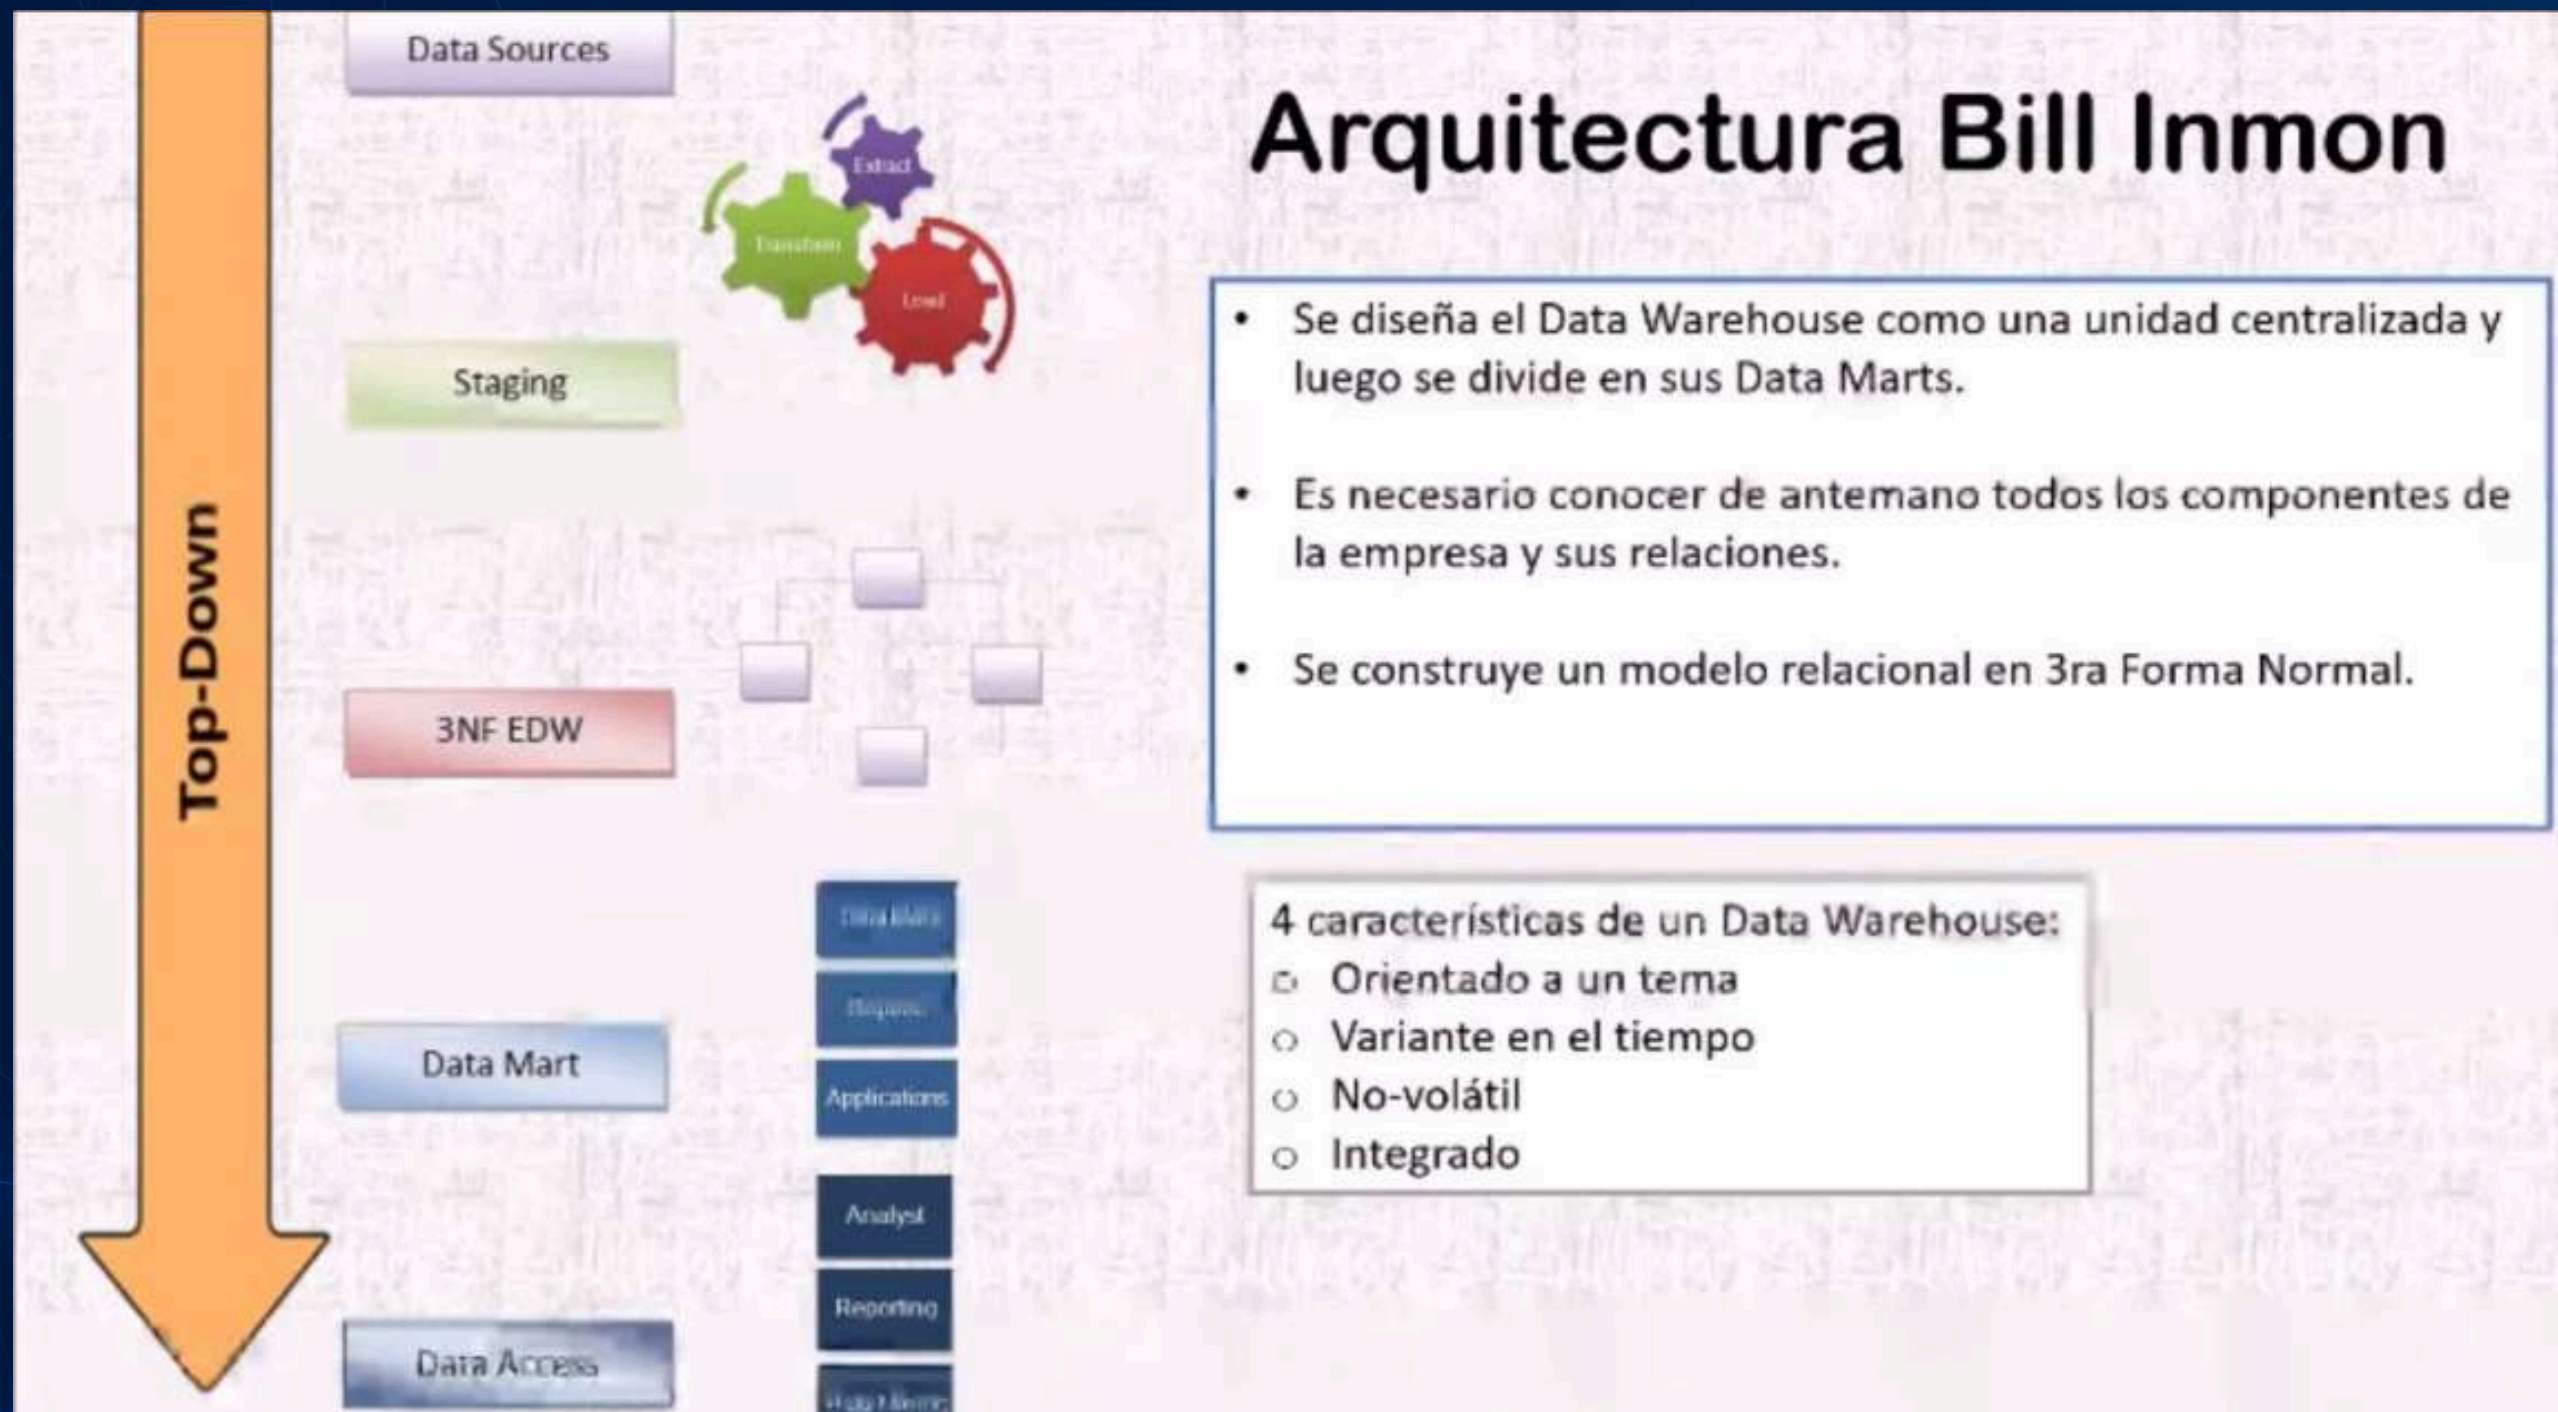 Data Sources
Arquitectura Bill Inmon
Extract
Transform
Load
• Se diseña el Data Warehouse como una unidad centralizada y
luego se divide en sus Data Marts.
Staging
• Es necesario conocer de antemano todos los componentes de
la empresa y sus relaciones.
• Se construye un modelo relacional en 3ra Forma Normal.
Top-Down
3NF EDW
4 características de un Data Warehouse:
o Orientado a un tema
o Variante en el tiempo
o No-volátil
o Integrado
Data Mart
Applications
Analyst
Reporting
Data Access